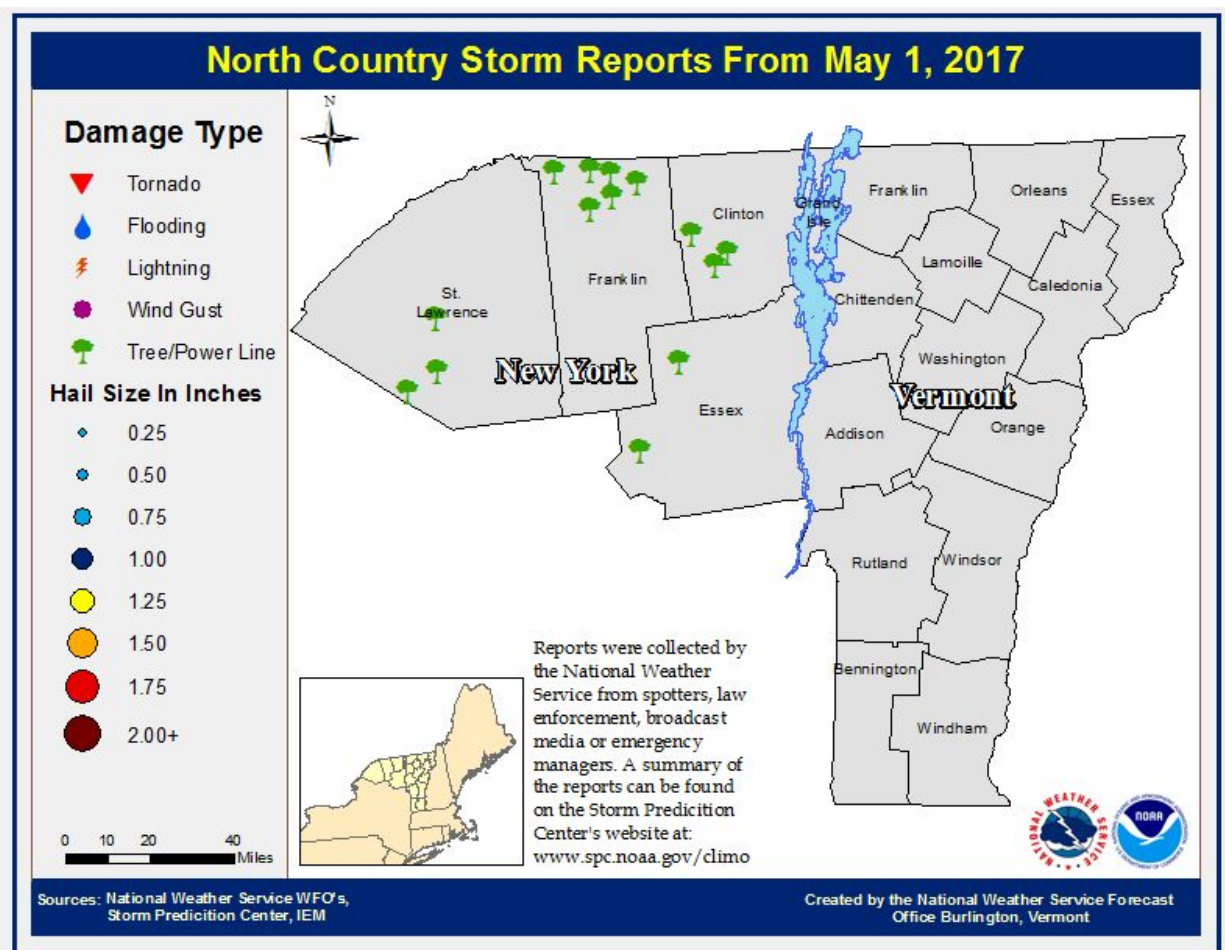 North Country Storm Reports From May 1, 2017
N
Damage Type
Tornado
Flooding
Lightning
Wind Gust
Tree/Power Line
Hail Size In Inches
0.25
0.50
0.75
1.00
1.25
1.50
1.75
2.00+
0 10 20 40
Miles
St.
Lawrence
Franklin
Clinton
Essex
New York
Grand
Isle
Franklin
Orleans
Essex
Lamoille
Caledonia
Chittenden
Washington
Vermont
Addison
Orange
Rutland
Windsor
Bennington
Windham
Reports were collected by
the National Weather
Service from spotters, law
enforcement, broadcast
media or emergency
managers. A summary of
the reports can be found
on the Storm Predicition
Center's website at:
www.spc.noaa.gov/climo
NATIONAL WEATHER SERVICE
NOAA
Sources: National Weather Service WFO's,
Storm Predicition Center, IEM
Created by the National Weather Service Forecast
Office Burlington, Vermont